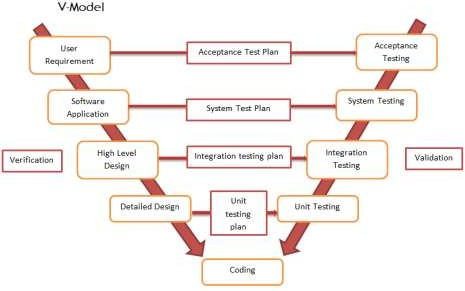 V-Model
User
Requirement
Acceptance Test Plan
Acceptance
Testing
Software
Application
System Test Plan
System Testing
Verification
High Level
Design
Integration testing plan
Integration
Testing
Validation
Detailed Design
Unit
testing
plan
Unit Testing
Coding